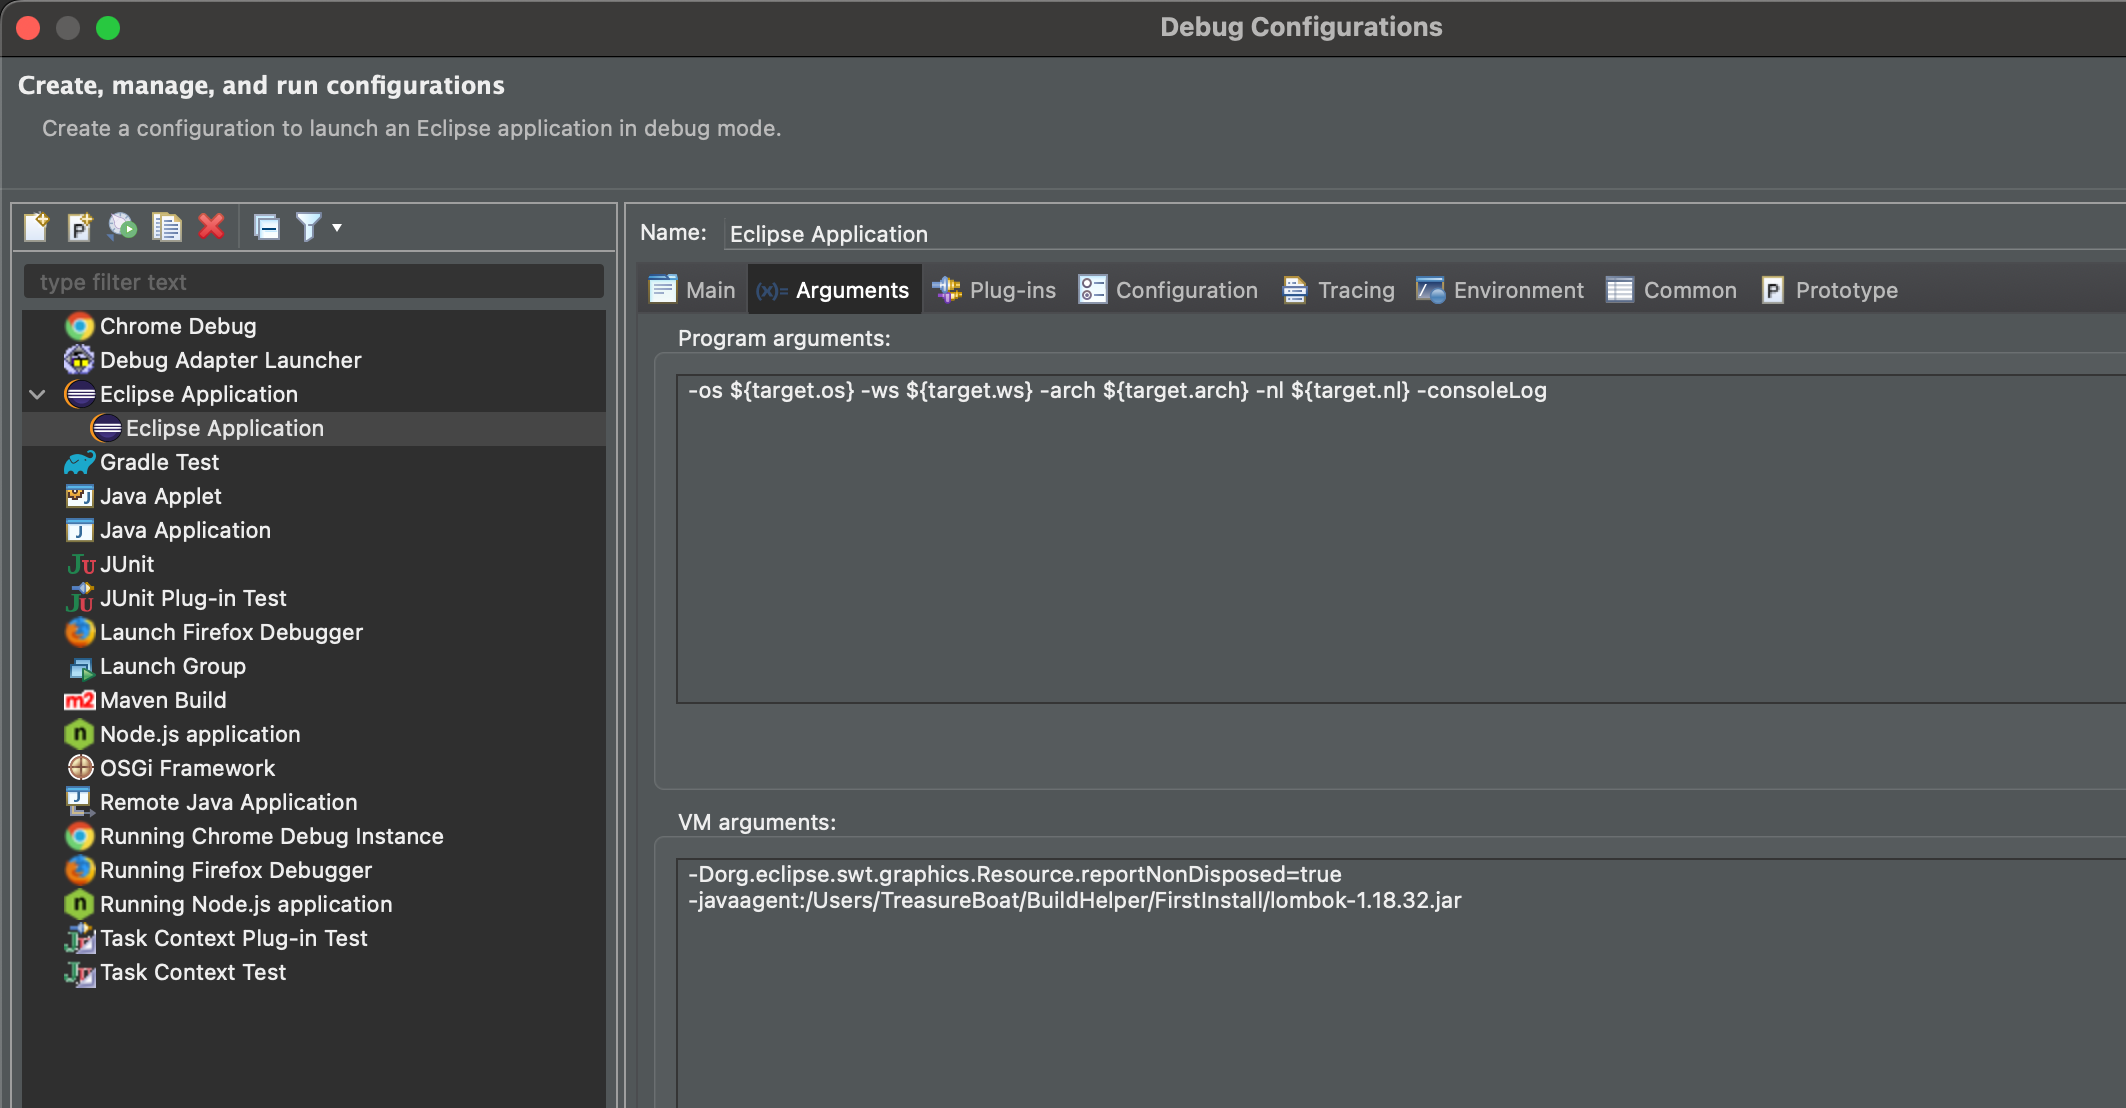 Debug Configurations
Create, manage, and run configurations
Create a configuration to launch an Eclipse application in debug mode.
type filter text
Chrome Debug
Debug Adapter Launcher
Eclipse Application
Eclipse Application
Gradle Test
Java Applet
Java Application
JUnit
JUnit Plug-in Test
Launch Firefox Debugger
Launch Group
Maven Build
Node.js application
OSGi Framework
Remote Java Application
Running Chrome Debug Instance
Running Firefox Debugger
Running Node.js application
Task Context Plug-in Test
Task Context Test
Name: Eclipse Application
Main (x)= Arguments Plug-ins Configuration Tracing Environment Common Prototype
Program arguments:
-os ${target.os} -ws ${target.ws} -arch ${target.arch} -nl ${target.nl} -consoleLog
VM arguments:
-Dorg.eclipse.swt.graphics.Resource.reportNonDisposed=true
-javaagent:/Users/TreasureBoat/BuildHelper/FirstInstall/lombok-1.18.32.jar